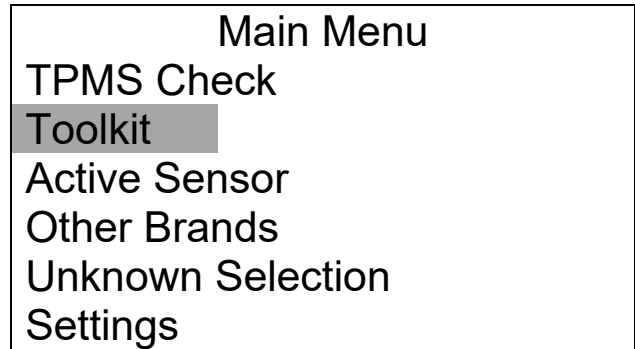 Main Menu
TPMS Check
Toolkit
Active Sensor
Other Brands
Unknown Selection
Settings